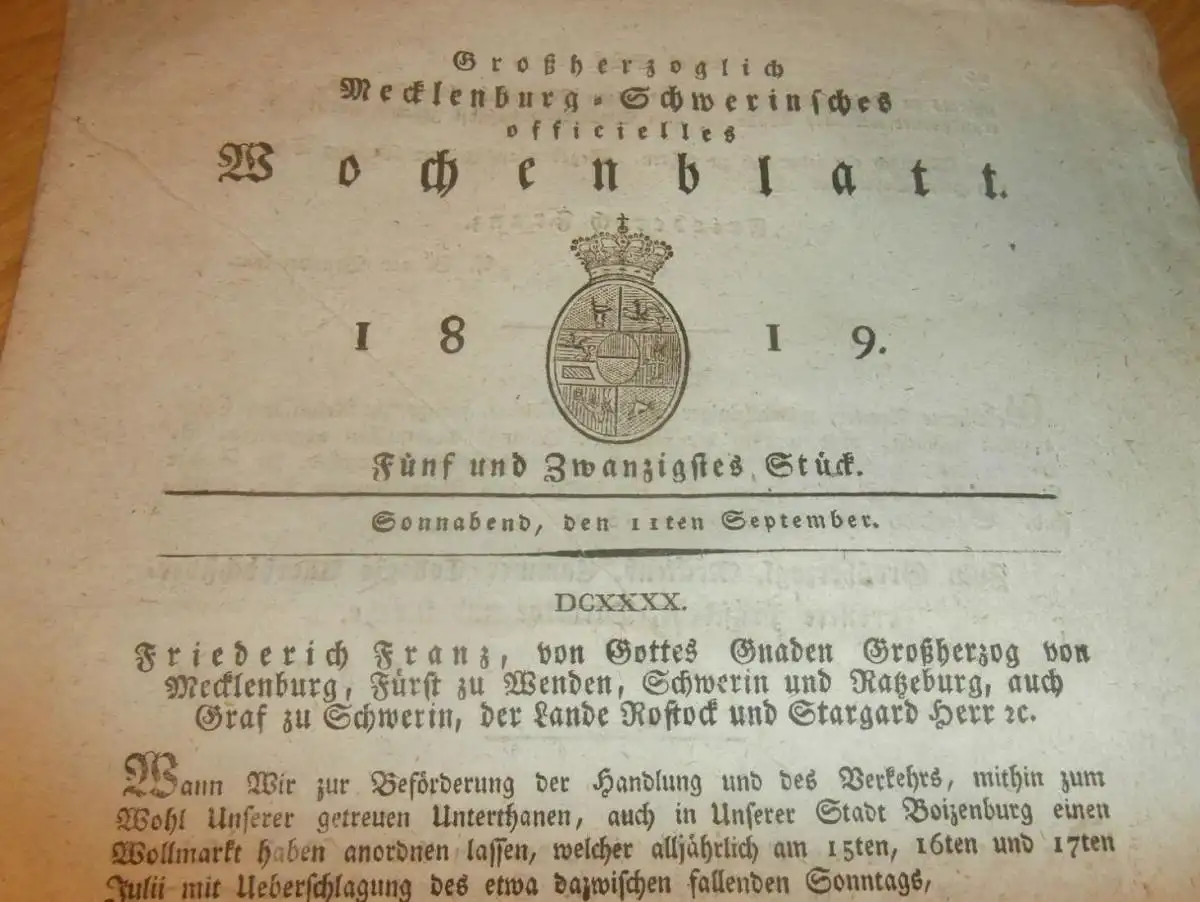 Großherzoglich
Mecklenburg-Schwerinsches
officielles
Wochenblatt.
1819.
Fünf und Zwanzigstes Stück.
Sonnabend, den 11ten September.
DCXXXX.
Friederich Franz, von Gottes Gnaden Großherzog von
Mecklenburg, Fürst zu Wenden, Schwerin und Ratzeburg, auch
Graf zu Schwerin, der Lande Rostock und Stargard Herr ꝛc.
Wann Wir zur Beförderung der Handlung und des Verkehrs, mithin zum
Wohl Unserer getreuen Unterthanen, auch in Unserer Stadt Boizenburg einen
Wollmarkt haben anordnen lassen, welcher alljährlich am 15ten, 16ten und 17ten
Julii mit Ueberschlagung des etwa dazwischen fallenden Sonntags,